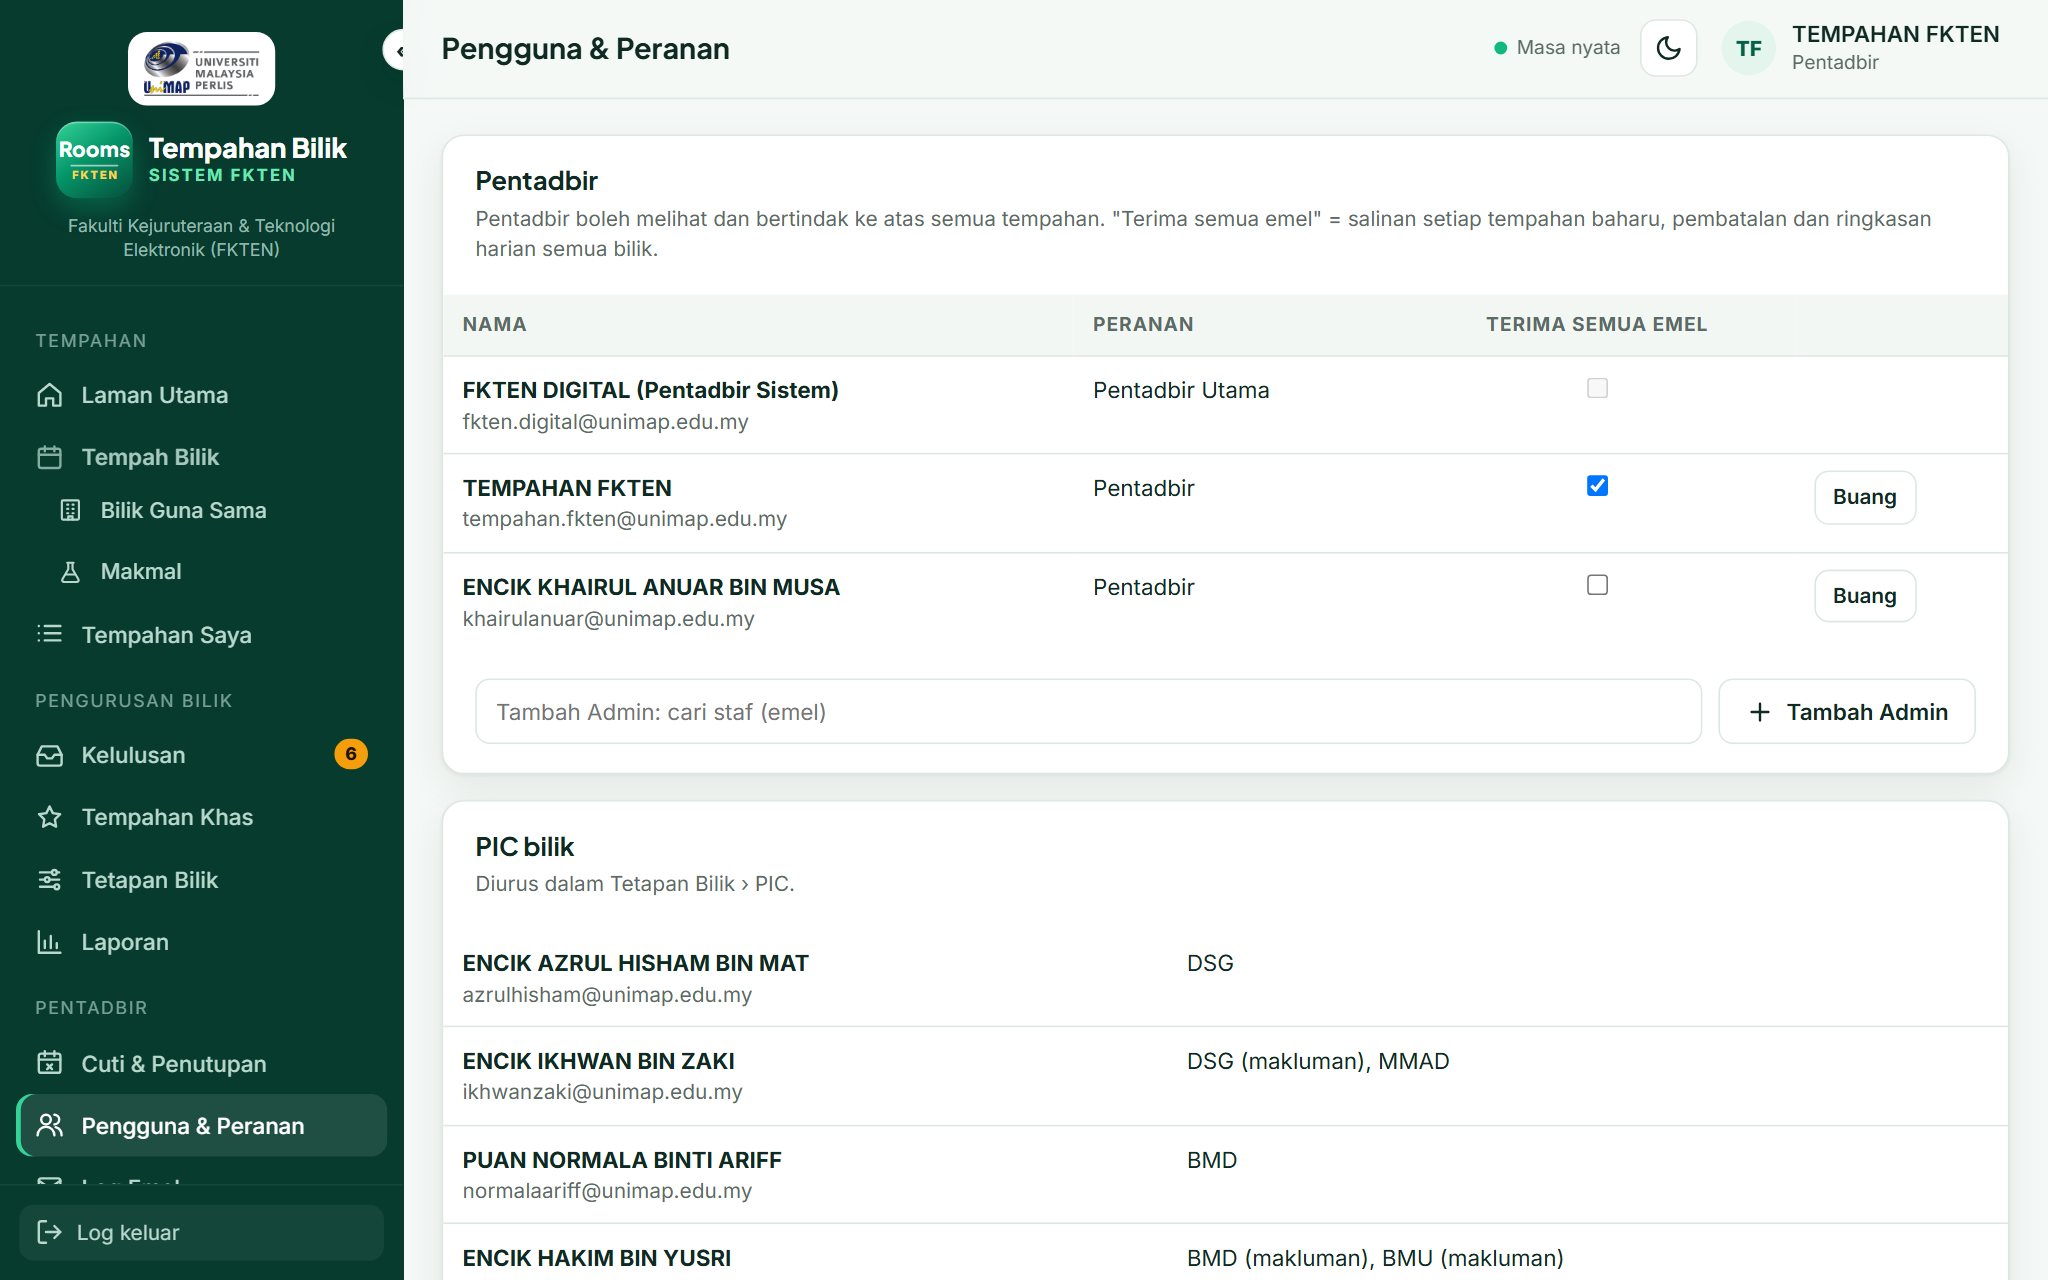 UNIVERSITI
MALAYSIA
PERLIS
UniMAP
Rooms
FKTEN
Tempahan Bilik
SISTEM FKTEN
Fakulti Kejuruteraan & Teknologi
Elektronik (FKTEN)
TEMPAHAN
Laman Utama
Tempah Bilik
Bilik Guna Sama
Makmal
Tempahan Saya
PENGURUSAN BILIK
Kelulusan 6
Tempahan Khas
Tetapan Bilik
Laporan
PENTADBIR
Cuti & Penutupan
Pengguna & Peranan
Log keluar
Pengguna & Peranan
Masa nyata
TF
TEMPAHAN FKTEN
Pentadbir
Pentadbir
Pentadbir boleh melihat dan bertindak ke atas semua tempahan. "Terima semua emel" = salinan setiap tempahan baharu, pembatalan dan ringkasan
harian semua bilik.
NAMA PERANAN TERIMA SEMUA EMEL
FKTEN DIGITAL (Pentadbir Sistem) Pentadbir Utama
fkten.digital@unimap.edu.my
TEMPAHAN FKTEN Pentadbir Buang
tempahan.fkten@unimap.edu.my
ENCIK KHAIRUL ANUAR BIN MUSA Pentadbir Buang
khairulanuar@unimap.edu.my
Tambah Admin: cari staf (emel)
+ Tambah Admin
PIC bilik
Diurus dalam Tetapan Bilik › PIC.
ENCIK AZRUL HISHAM BIN MAT DSG
azrulhisham@unimap.edu.my
ENCIK IKHWAN BIN ZAKI DSG (makluman), MMAD
ikhwanzaki@unimap.edu.my
PUAN NORMALA BINTI ARIFF BMD
normalaariff@unimap.edu.my
ENCIK HAKIM BIN YUSRI BMD (makluman), BMU (makluman)